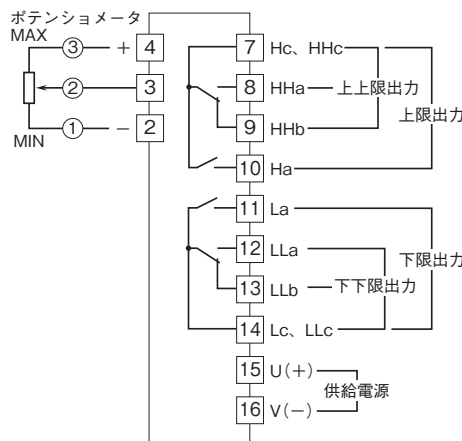 ポテンショメータ
MAX
3 + 4
2 3
1 − 2
MIN
7 Hc、HHc
8 HHa 上上限出力
9 HHb
上限出力
10 Ha
11 La
12 LLa
下限出力
13 LLb 下下限出力
14 Lc、LLc
15 U(+)
供給電源
16 V(−)